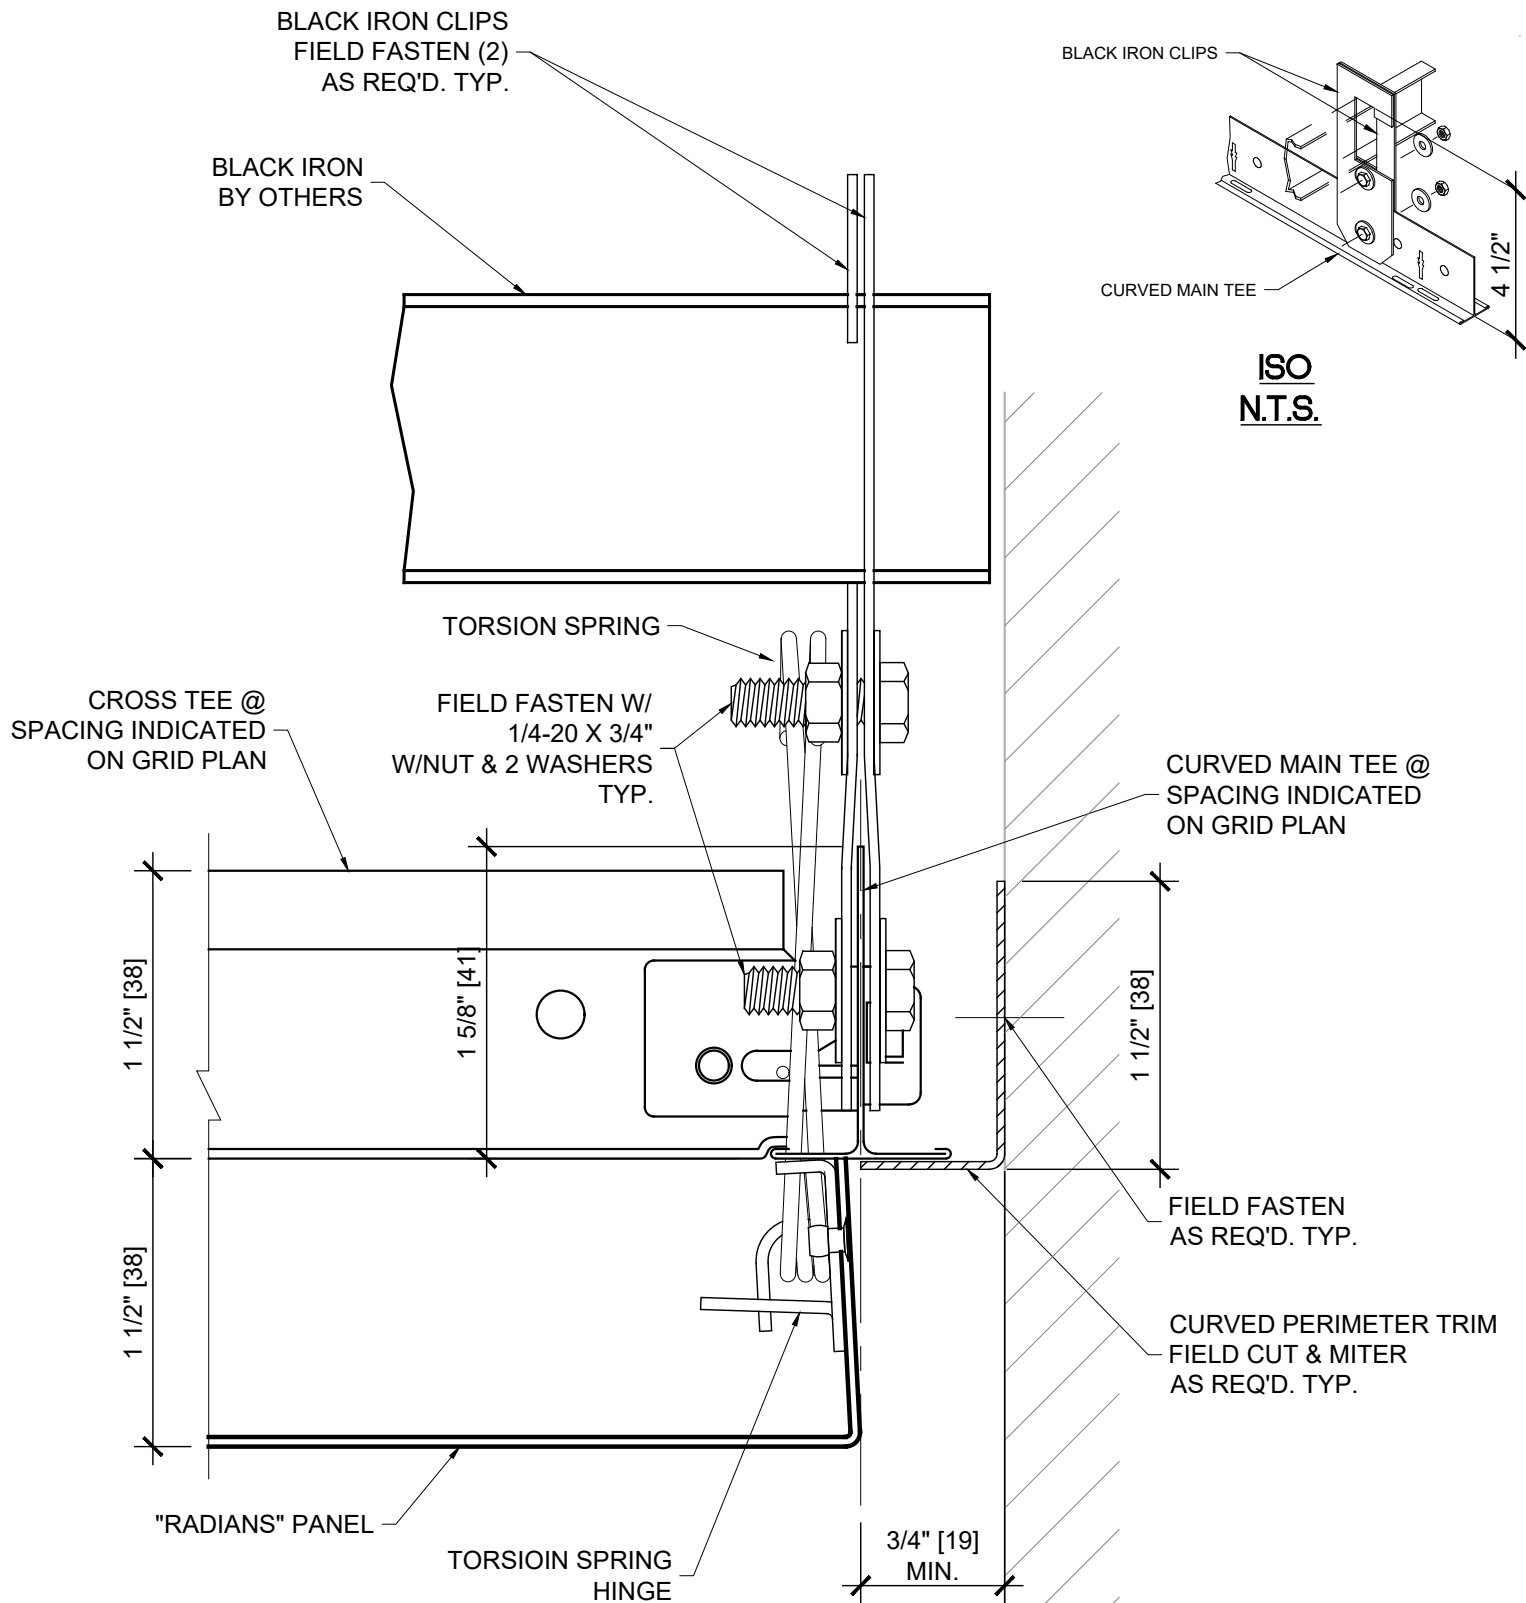 BLACK IRON CLIPS
FIELD FASTEN (2)
AS REQ'D. TYP.
BLACK IRON CLIPS
BLACK IRON
BY OTHERS
4 1/2"
CURVED MAIN TEE
ISO
N.T.S.
TORSION SPRING
CROSS TEE @
SPACING INDICATED
ON GRID PLAN
FIELD FASTEN W/
1/4-20 X 3/4"
W/NUT & 2 WASHERS
TYP.
CURVED MAIN TEE @
SPACING INDICATED
ON GRID PLAN
1 1/2" [38]
1 5/8" [41]
1 1/2" [38]
FIELD FASTEN
AS REQ'D. TYP.
1 1/2" [38]
CURVED PERIMETER TRIM
FIELD CUT & MITER
AS REQ'D. TYP.
"RADIANS" PANEL
TORSIOIN SPRING
HINGE
3/4" [19]
MIN.